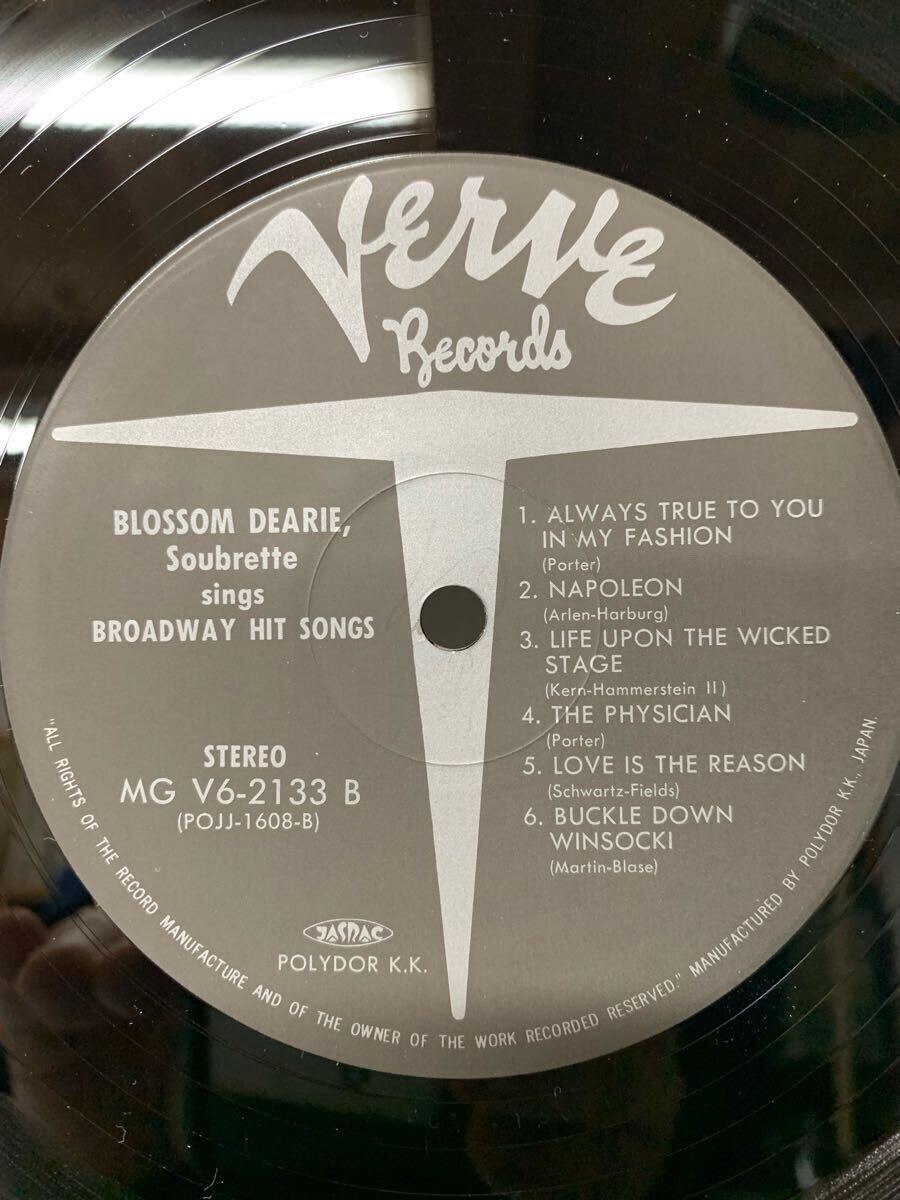 Verve
Records
BLOSSOM DEARIE,
Soubrette
sings
BROADWAY HIT SONGS
STEREO
MG V6-2133 B
(POJJ-1608-B)
1. ALWAYS TRUE TO YOU
IN MY FASHION
(Porter)
2. NAPOLEON
(Arlen-Harburg)
3. LIFE UPON THE WICKED
STAGE
(Kern-Hammerstein II)
4. THE PHYSICIAN
(Porter)
5. LOVE IS THE REASON
(Schwartz-Fields)
6. BUCKLE DOWN
WINSOCKI
(Martin-Blase)
JASRAC
POLYDOR K.K.
"ALL RIGHTS OF THE RECORD MANUFACTURE AND OF THE OWNER OF THE WORK RECORDED RESERVED." MANUFACTURED BY POLYDOR K.K., JAPAN.